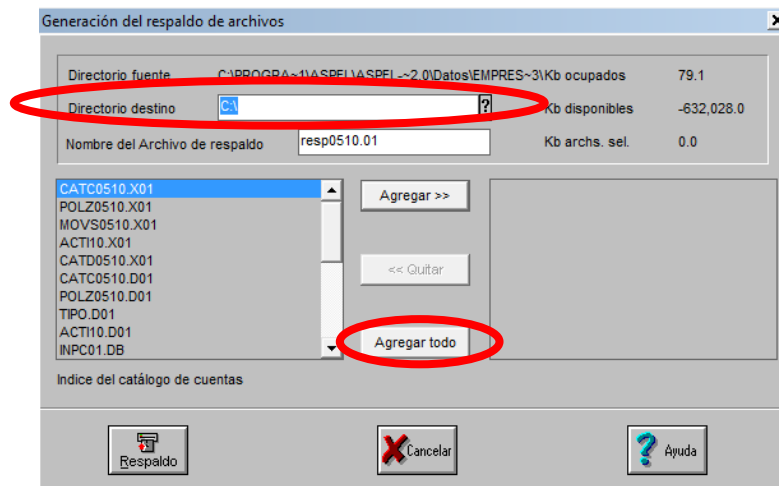 Generación del respaldo de archivos
Directorio fuente C:\PROGRA~1\ASPEL\ASPEL-~2.0\Datos\EMPRES~3\ Kb ocupados 79.1
Directorio destino C:\ ? Kb disponibles -632,028.0
Nombre del Archivo de respaldo resp0510.01 Kb archs. sel. 0.0
CATC0510.X01
POLZ0510.X01
MOVS0510.X01
ACTI10.X01
CATD0510.X01
CATC0510.D01
POLZ0510.D01
TIPO.D01
ACTI10.D01
INPC01.DB
Agregar >>
<< Quitar
Agregar todo
Indice del catálogo de cuentas
Respaldo
Cancelar
Ayuda